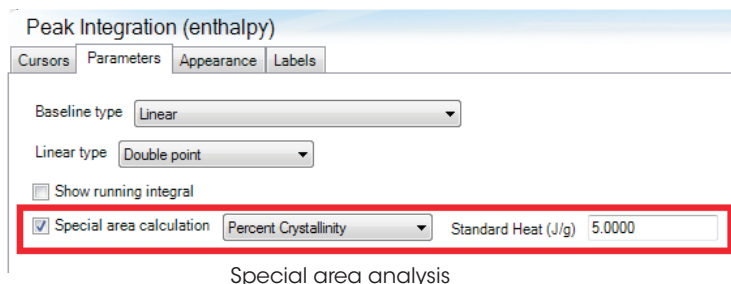 Peak Integration (enthalpy)
Cursors Parameters Appearance Labels
Baseline type Linear
Linear type Double point
Show running integral
Special area calculation Percent Crystallinity Standard Heat (J/g) 5.0000
Special area analysis